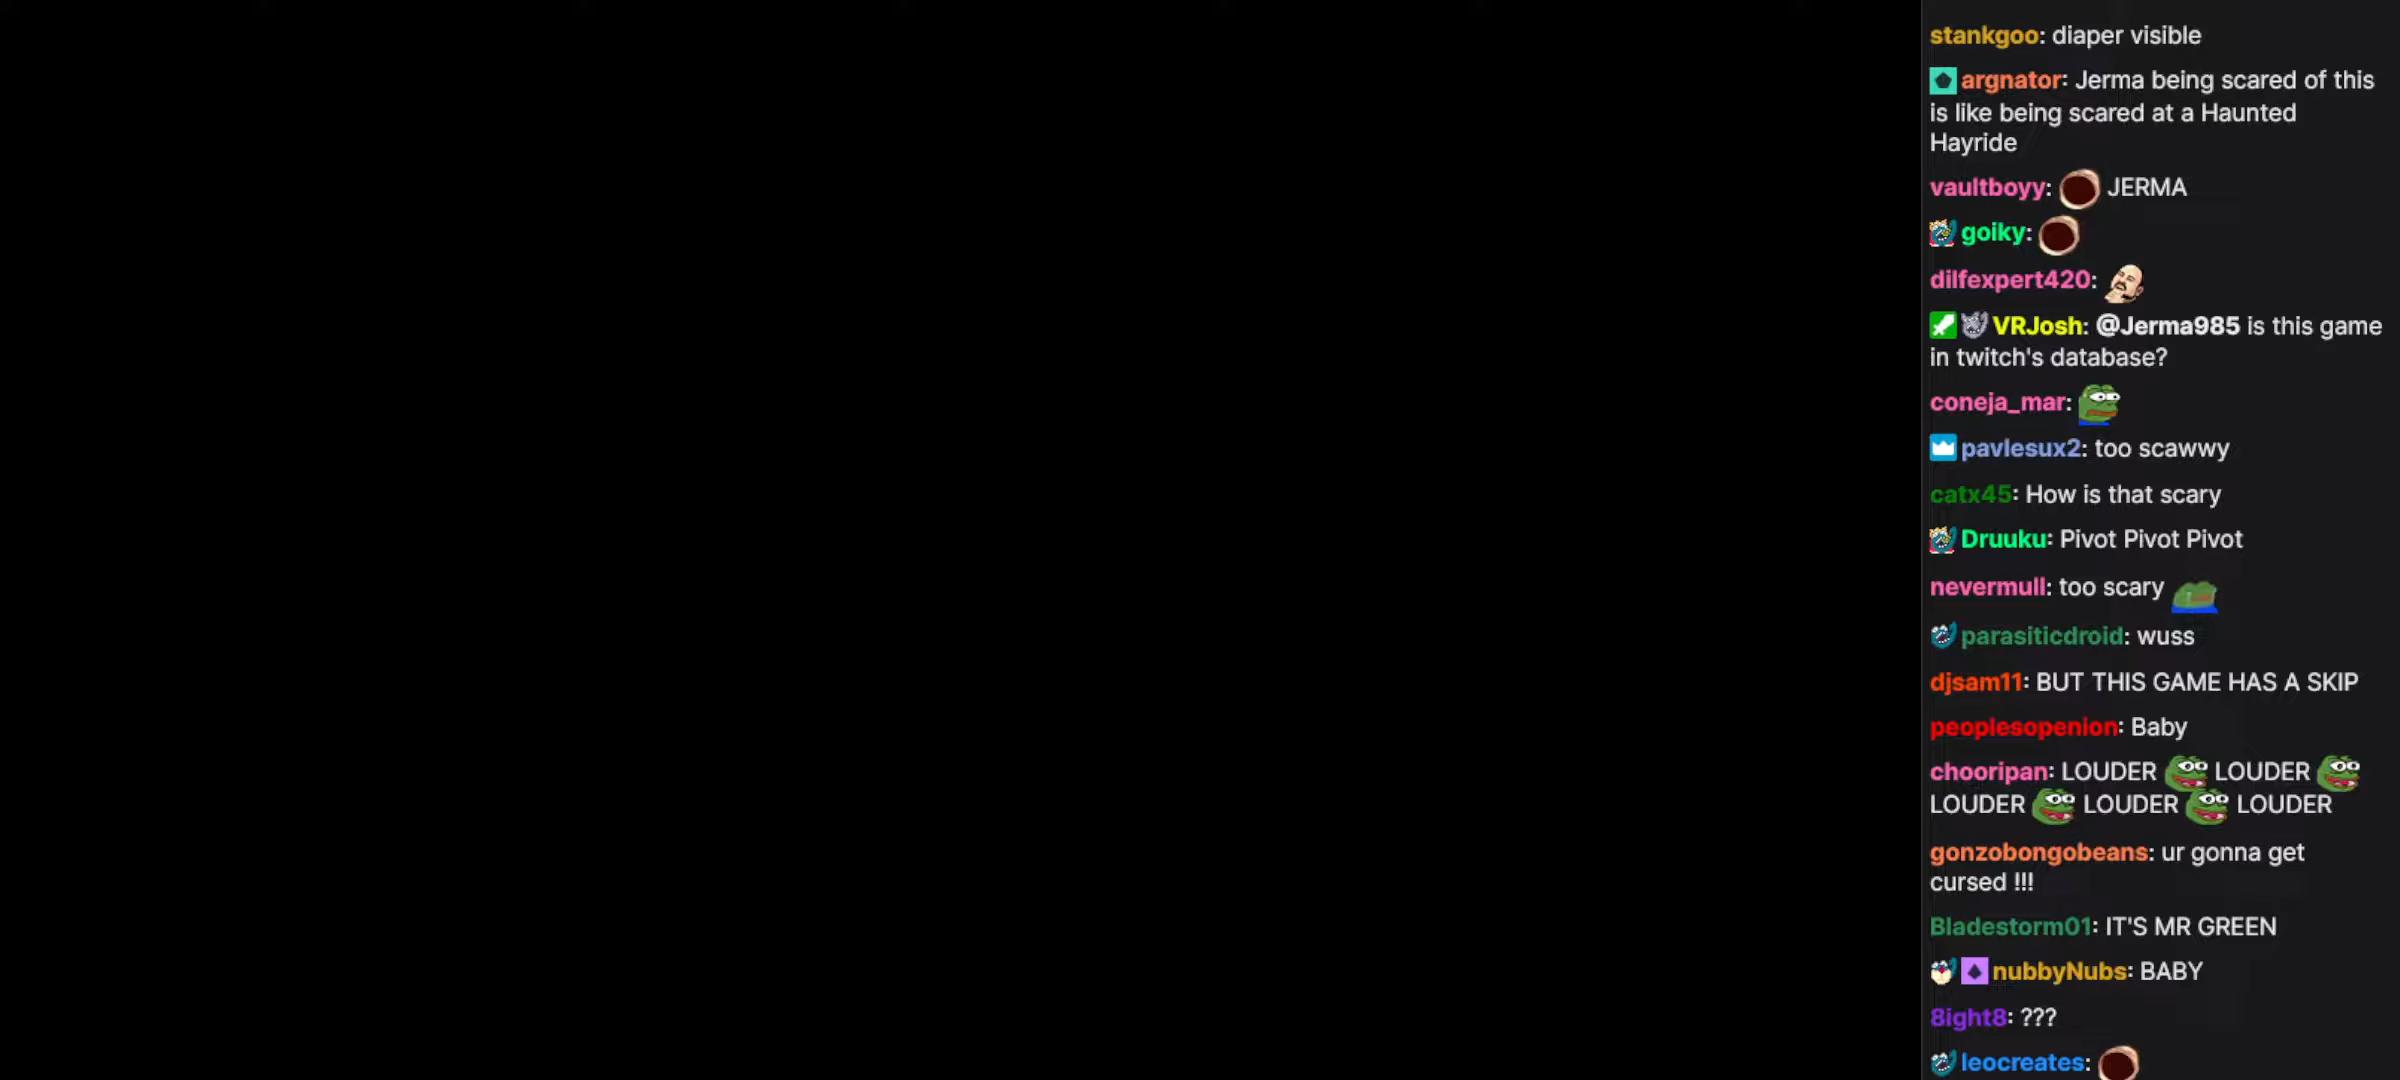 stankgoo: diaper visible
argnator: Jerma being scared of this
is like being scared at a Haunted
Hayride
vaultboyy: JERMA
goiky:
dilfexpert420:
VRJosh: @Jerma985 is this game
in twitch's database?
coneja_mar:
pavlesux2: too scawwy
catx45: How is that scary
Druuku: Pivot Pivot Pivot
nevermull: too scary
parasiticdroid: wuss
djsam11: BUT THIS GAME HAS A SKIP
peoplesopenion: Baby
chooripan: LOUDER LOUDER
LOUDER LOUDER LOUDER
gonzobongobeans: ur gonna get
cursed !!!
Bladestorm01: IT'S MR GREEN
nubbyNubs: BABY
8ight8: ???
leocreates: